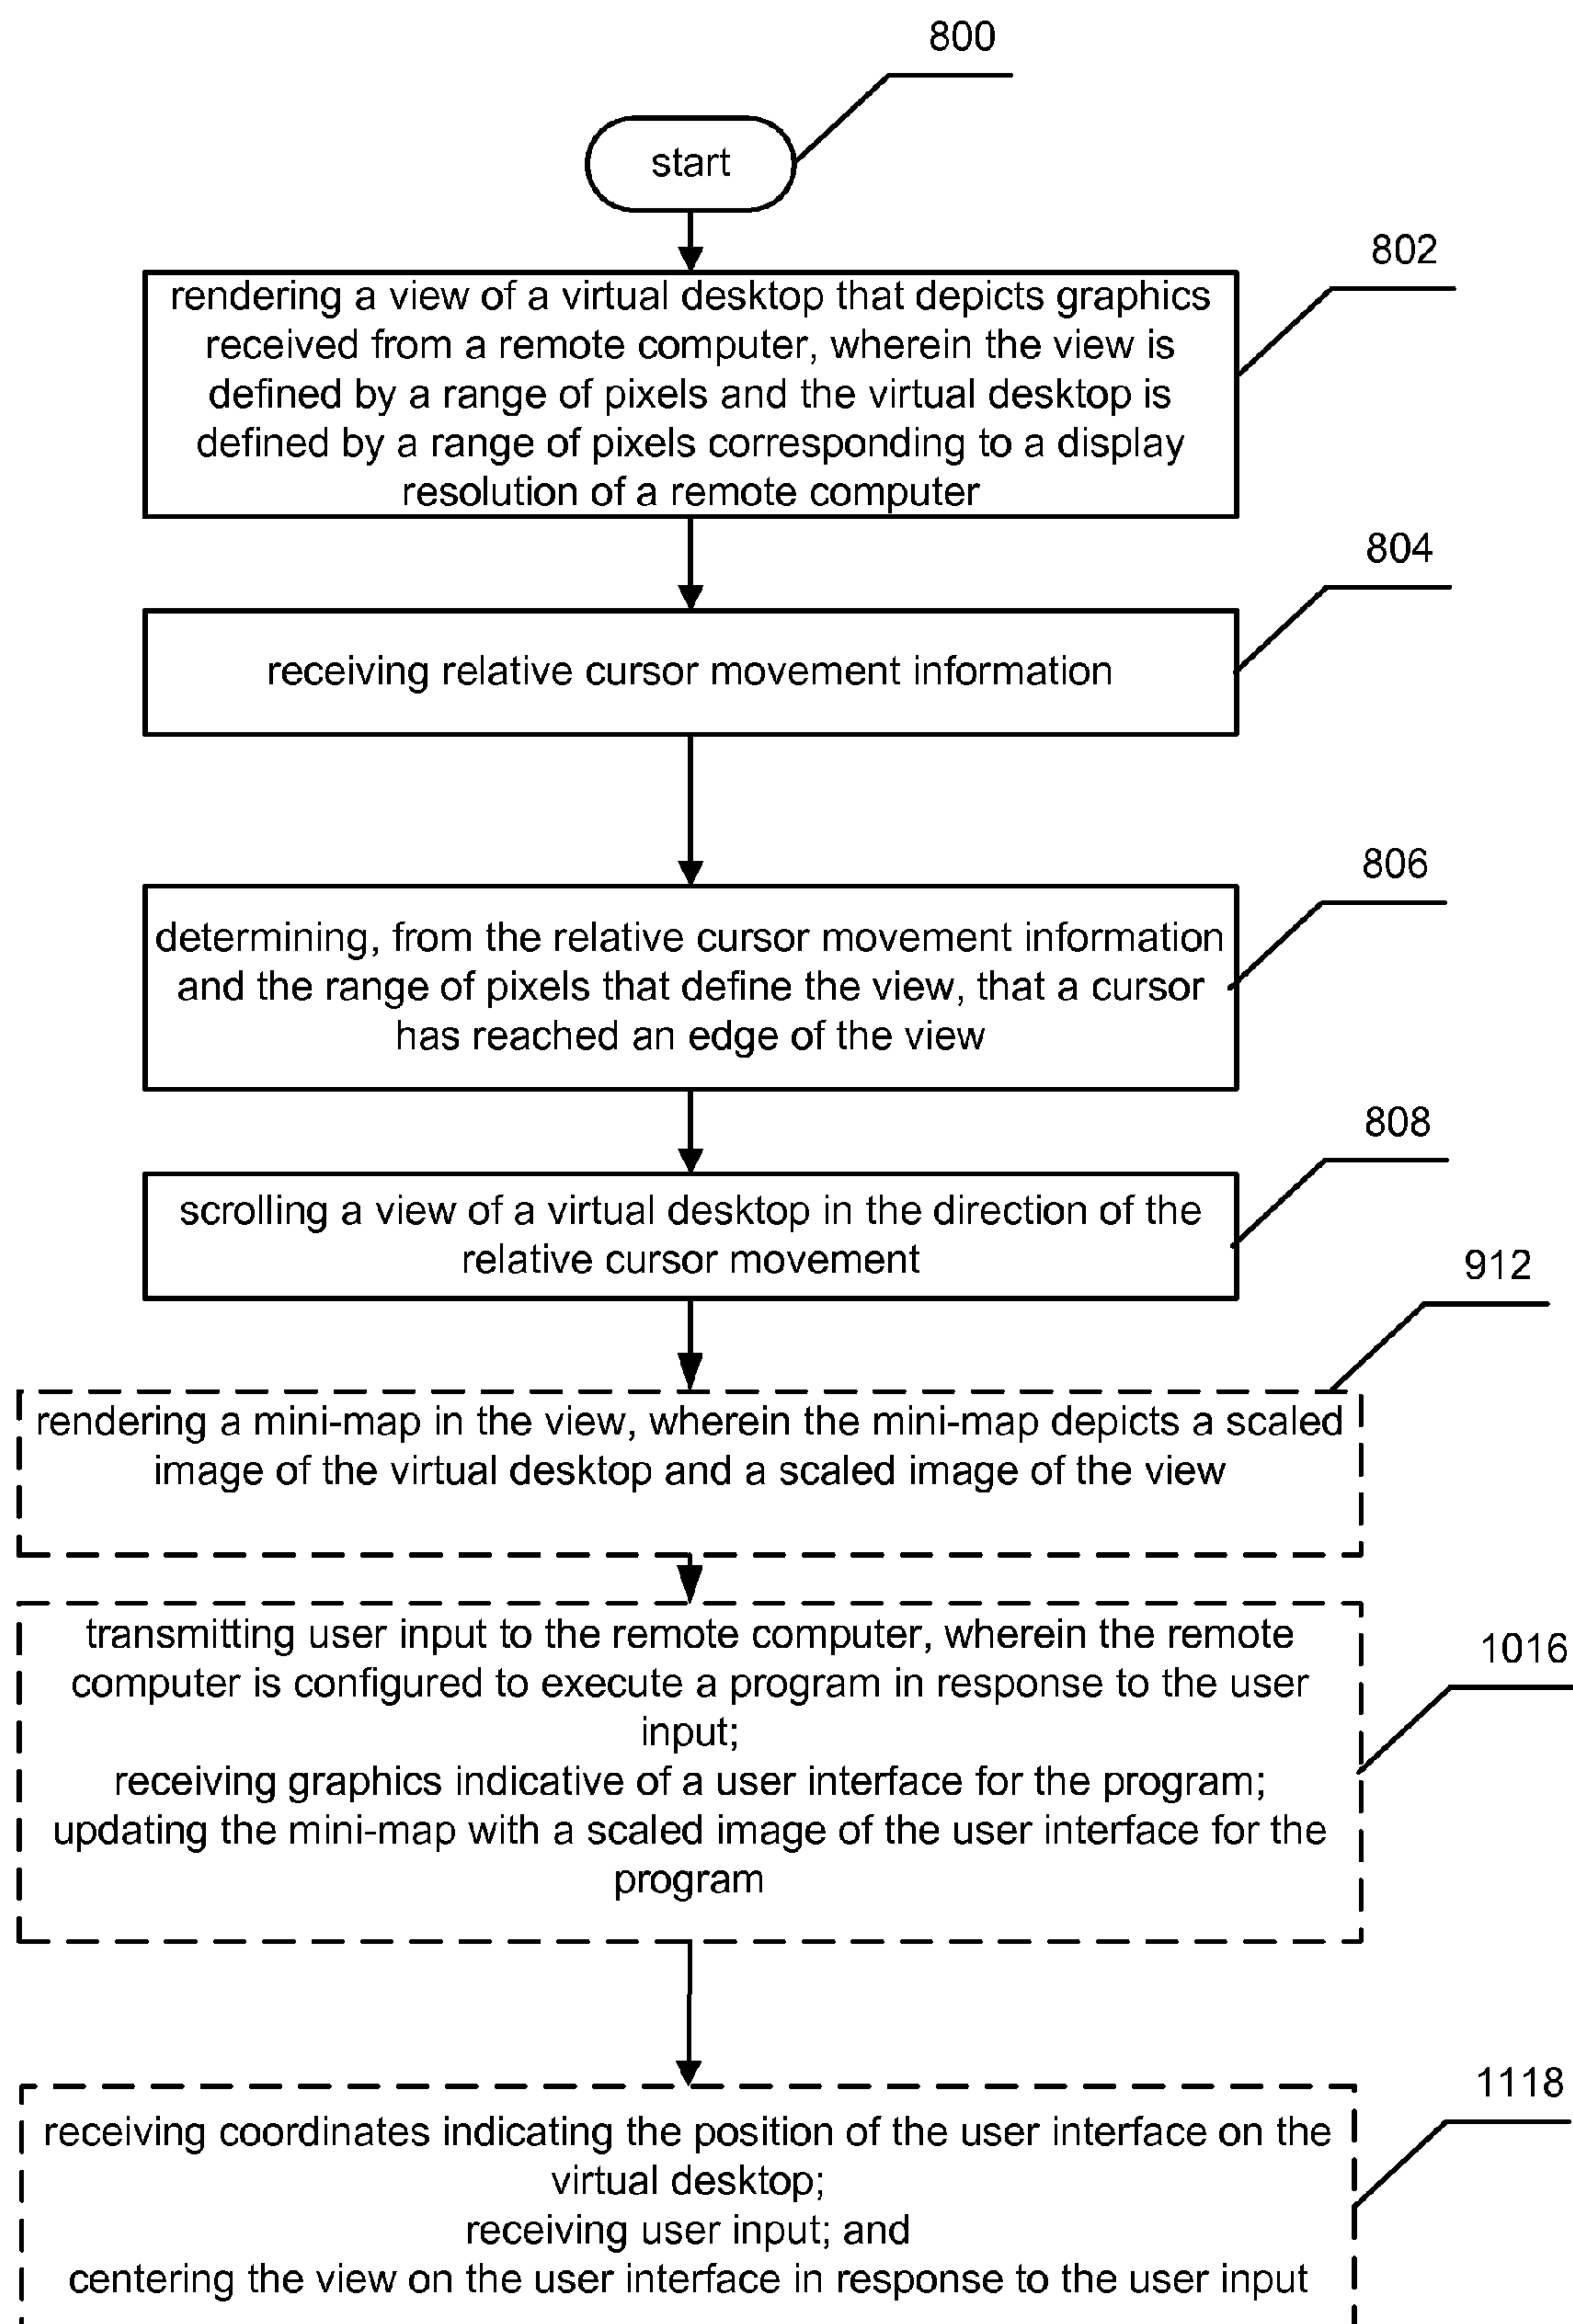 800
start
802
rendering a view of a virtual desktop that depicts graphics
received from a remote computer, wherein the view is
defined by a range of pixels and the virtual desktop is
defined by a range of pixels corresponding to a display
resolution of a remote computer
804
receiving relative cursor movement information
806
determining, from the relative cursor movement information
and the range of pixels that define the view, that a cursor
has reached an edge of the view
808
scrolling a view of a virtual desktop in the direction of the
relative cursor movement
912
rendering a mini-map in the view, wherein the mini-map depicts a scaled
image of the virtual desktop and a scaled image of the view
transmitting user input to the remote computer, wherein the remote
1016
computer is configured to execute a program in response to the user
input;
receiving graphics indicative of a user interface for the program;
updating the mini-map with a scaled image of the user interface for the
program
1118
receiving coordinates indicating the position of the user interface on the
virtual desktop;
receiving user input; and
centering the view on the user interface in response to the user input